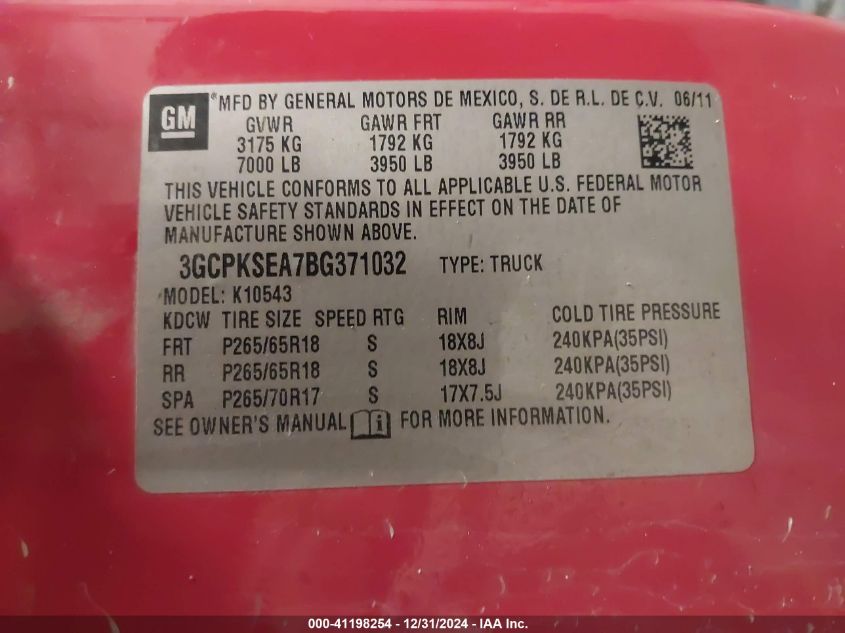 GM ® MFD BY GENERAL MOTORS DE MEXICO, S. DE R.L. DE C.V. 06/11
GVWR GAWR FRT GAWR RR
3175 KG 1792 KG 1792 KG
7000 LB 3950 LB 3950 LB
THIS VEHICLE CONFORMS TO ALL APPLICABLE U.S. FEDERAL MOTOR
VEHICLE SAFETY STANDARDS IN EFFECT ON THE DATE OF
MANUFACTURE SHOWN ABOVE.
3GCPKSEA7BG371032 TYPE: TRUCK
MODEL: K10543
KDCW TIRE SIZE SPEED RTG RIM COLD TIRE PRESSURE
FRT P265/65R18 S 18X8J 240KPA(35PSI)
RR P265/65R18 S 18X8J 240KPA(35PSI)
SPA P265/70R17 S 17X7.5J 240KPA(35PSI)
SEE OWNER'S MANUAL i FOR MORE INFORMATION.
000-41198254 - 12/31/2024 - IAA Inc.